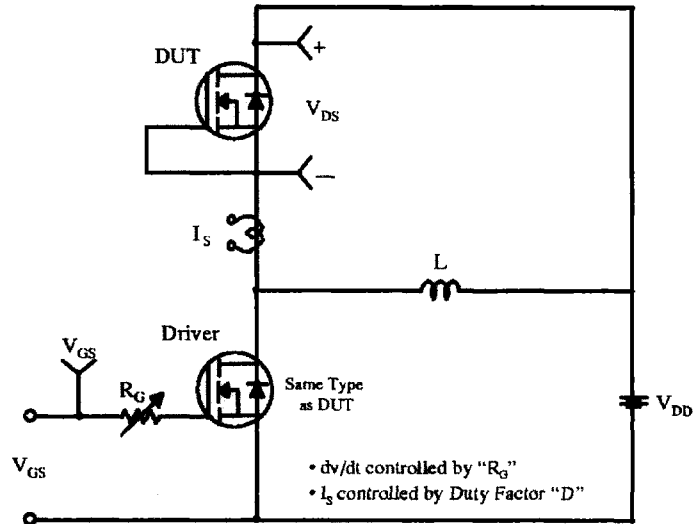 +
DUT
V_DS
—
I_S
L
Driver
V_GS
R_G
Same Type
as DUT
V_DD
V_GS
• dv/dt controlled by “R_G”
• I_S controlled by Duty Factor “D”